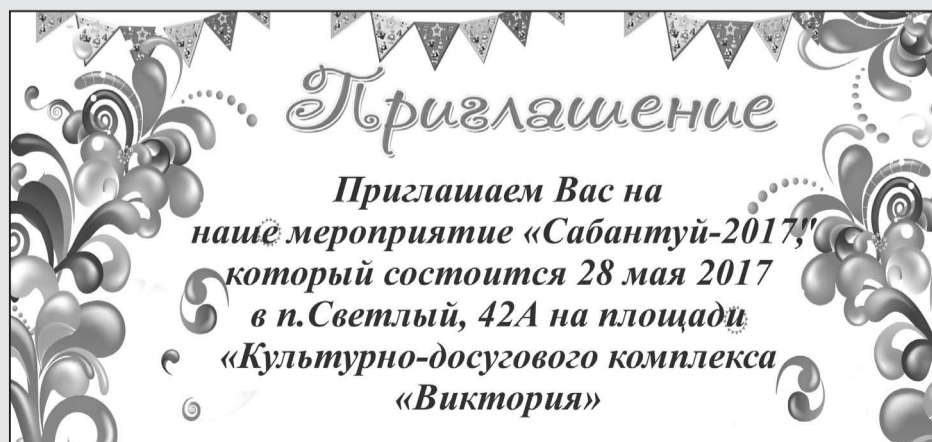 Приглашение
Приглашаем Вас на
наше мероприятие «Сабантуй-2017,"
который состоится 28 мая 2017
в п.Светлый, 42А на площади
«Культурно-досугового комплекса
«Виктория»